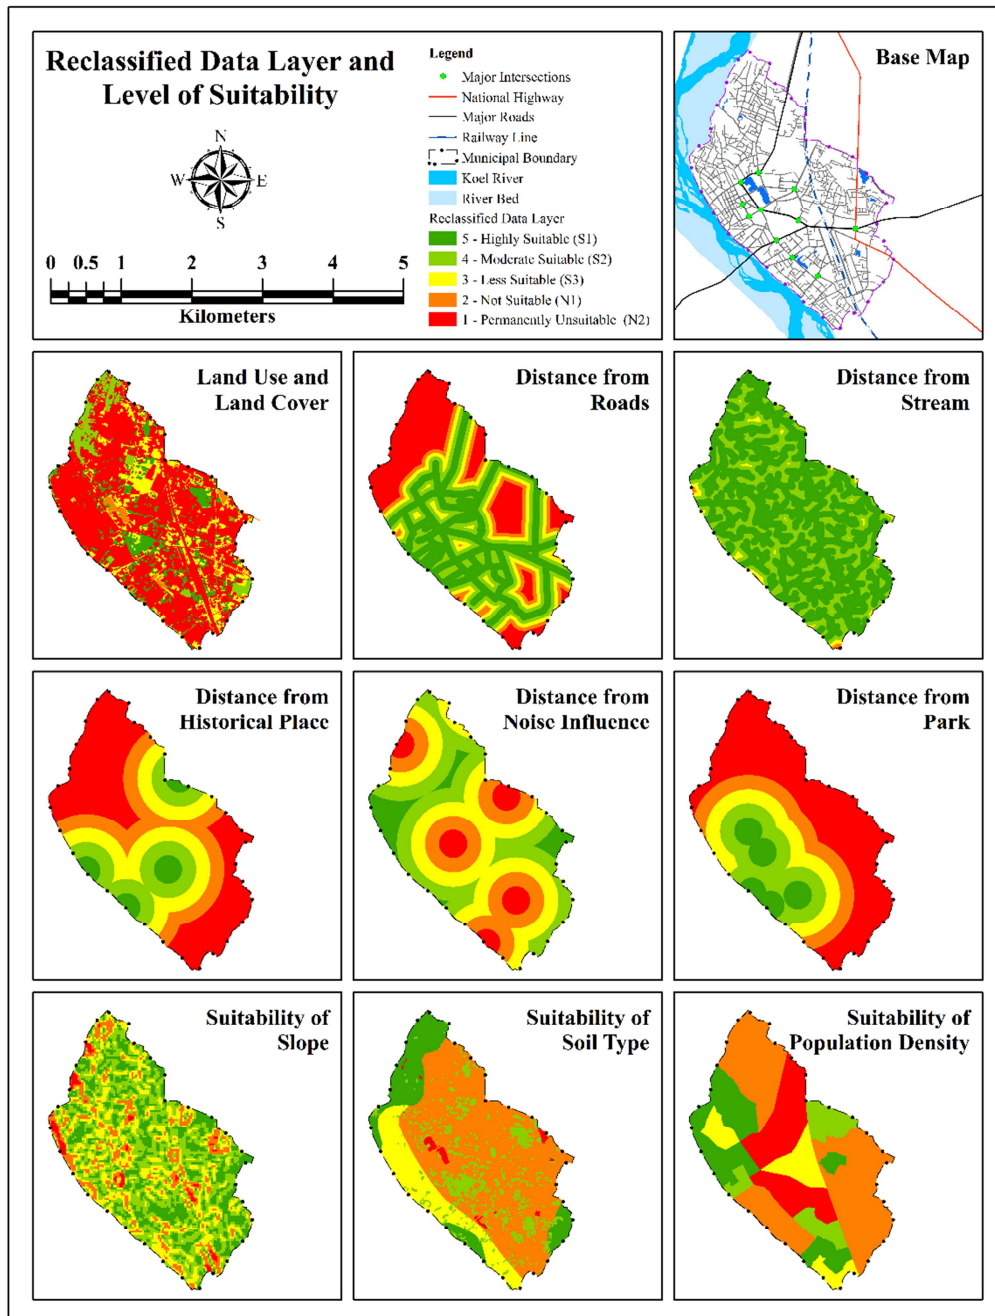 Reclassified Data Layer and
Level of Suitability
N
W E
S
0 0.5 1 2 3 4 5
Kilometers
Legend
Major Intersections
National Highway
Major Roads
Railway Line
Municipal Boundary
Koel River
River Bed
Reclassified Data Layer
5 - Highly Suitable (S1)
4 - Moderate Suitable (S2)
3 - Less Suitable (S3)
2 - Not Suitable (N1)
1 - Permanently Unsuitable (N2)
Base Map
Land Use and
Land Cover
Distance from
Roads
Distance from
Stream
Distance from
Historical Place
Distance from
Noise Influence
Distance from
Park
Suitability of
Slope
Suitability of
Soil Type
Suitability of
Population Density